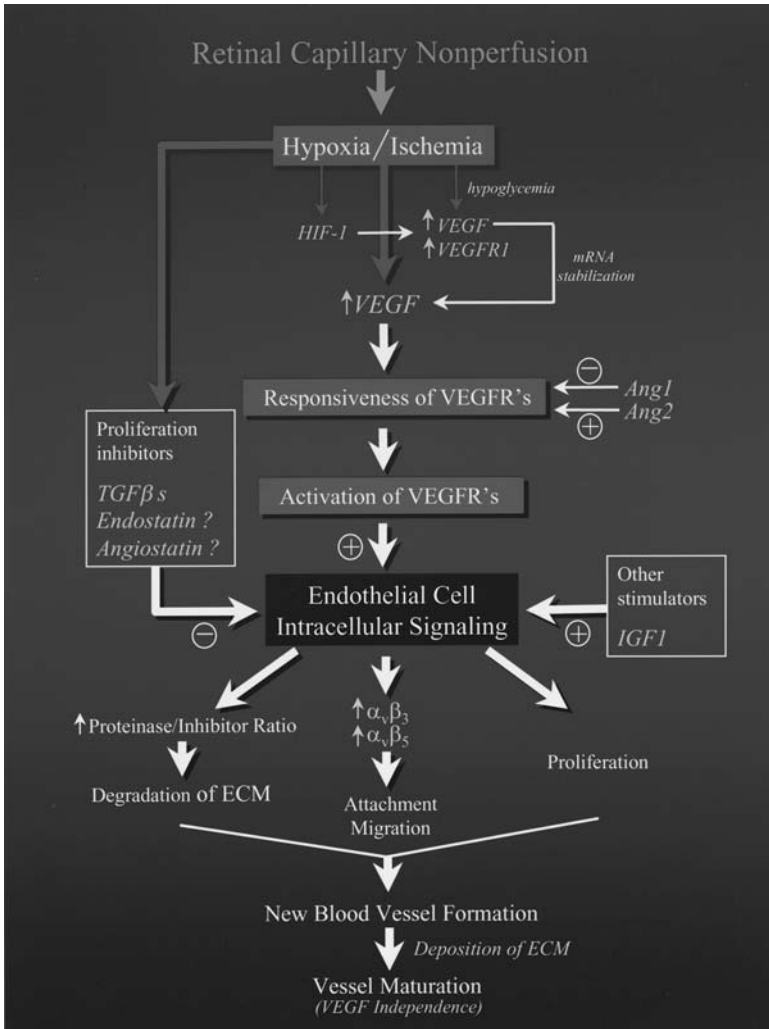 Retinal Capillary Nonperfusion
Hypoxia/Ischemia
hypoglycemia
HIF-1
↑VEGF
↑VEGFR1
mRNA
stabilization
↑VEGF
Responsiveness of VEGFR's
⊖
Ang1
Ang2
⊕
Proliferation
inhibitors
TGFβ s
Endostatin ?
Angiostatin ?
Activation of VEGFR's
⊕
Endothelial Cell
Intracellular Signaling
⊖
Other
stimulators
IGF1
⊕
↑Proteinase/Inhibitor Ratio
Degradation of ECM
↑αvβ3
↑αvβ5
Attachment
Migration
Proliferation
New Blood Vessel Formation
Deposition of ECM
Vessel Maturation
(VEGF Independence)